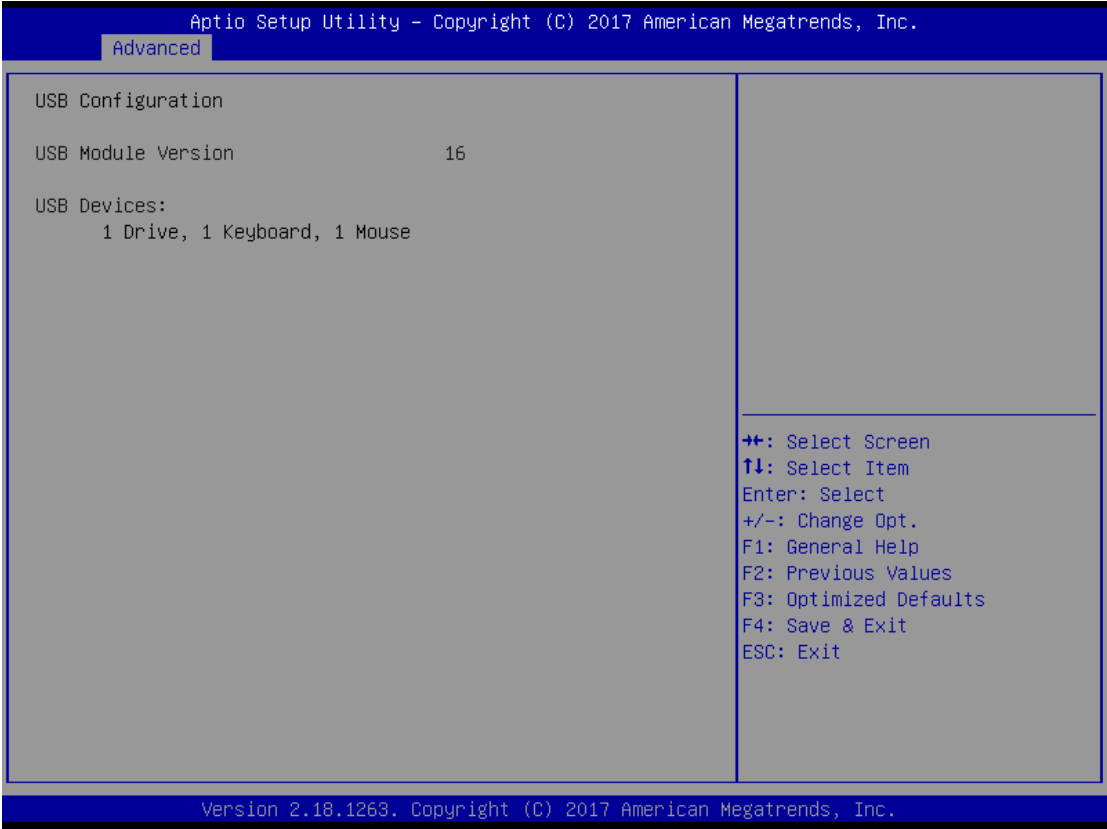 Aptio Setup Utility – Copyright (C) 2017 American Megatrends, Inc.
Advanced
USB Configuration
USB Module Version 16
USB Devices:
1 Drive, 1 Keyboard, 1 Mouse
→←: Select Screen
↑↓: Select Item
Enter: Select
+/-: Change Opt.
F1: General Help
F2: Previous Values
F3: Optimized Defaults
F4: Save & Exit
ESC: Exit
Version 2.18.1263. Copyright (C) 2017 American Megatrends, Inc.